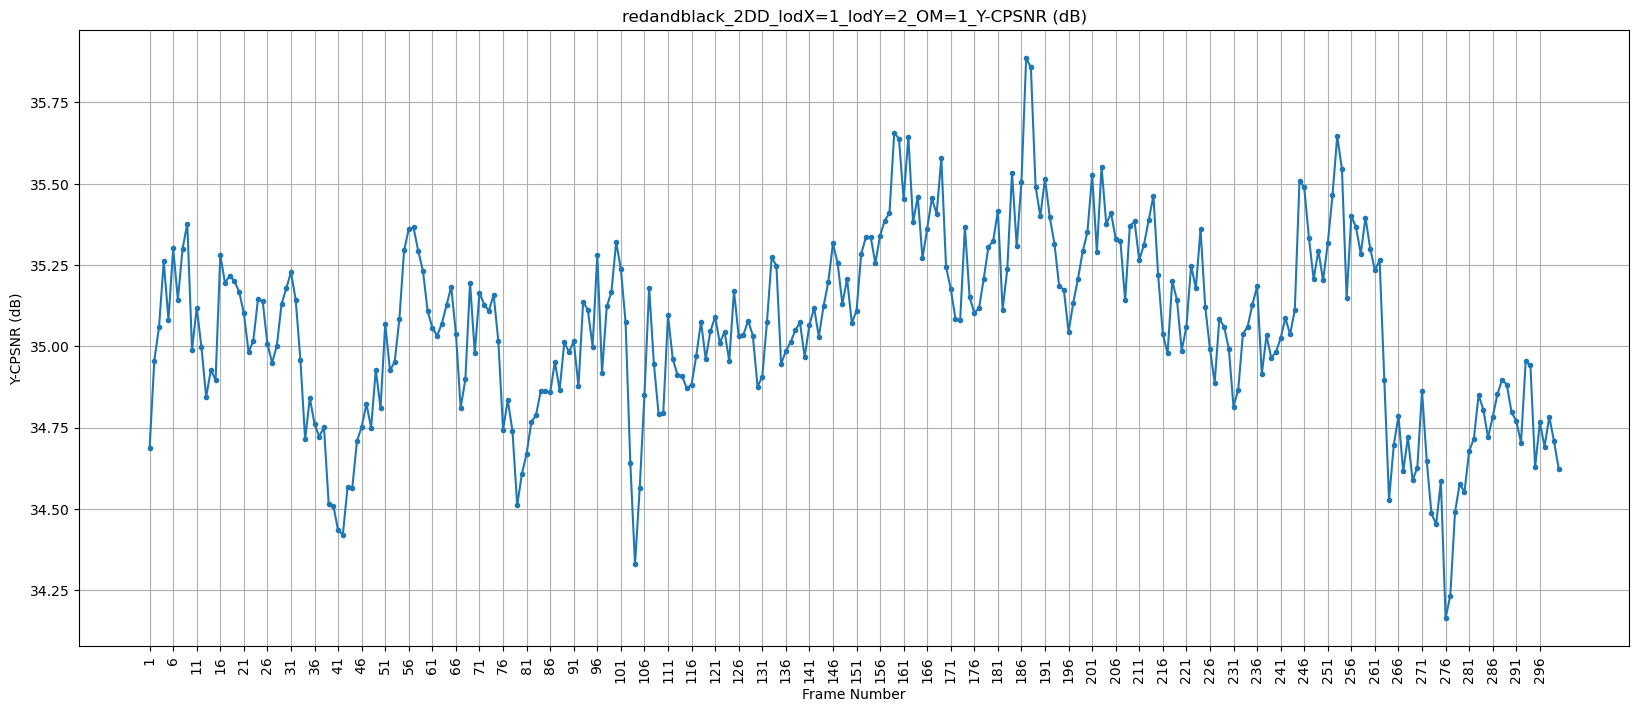 redandblack_2DD_lodX=1_lodY=2_OM=1_Y-CPSNR (dB)
Y-CPSNR (dB)
35.75
35.50
35.25
35.00
34.75
34.50
34.25
1 6 11 16 21 26 31 36 41 46 51 56 61 66 71 76 81 86 91 96 101 106 111 116 121 126 131 136 141 146 151 156 161 166 171 176 181 186 191 196 201 206 211 216 221 226 231 236 241 246 251 256 261 266 271 276 281 286 291 296
Frame Number